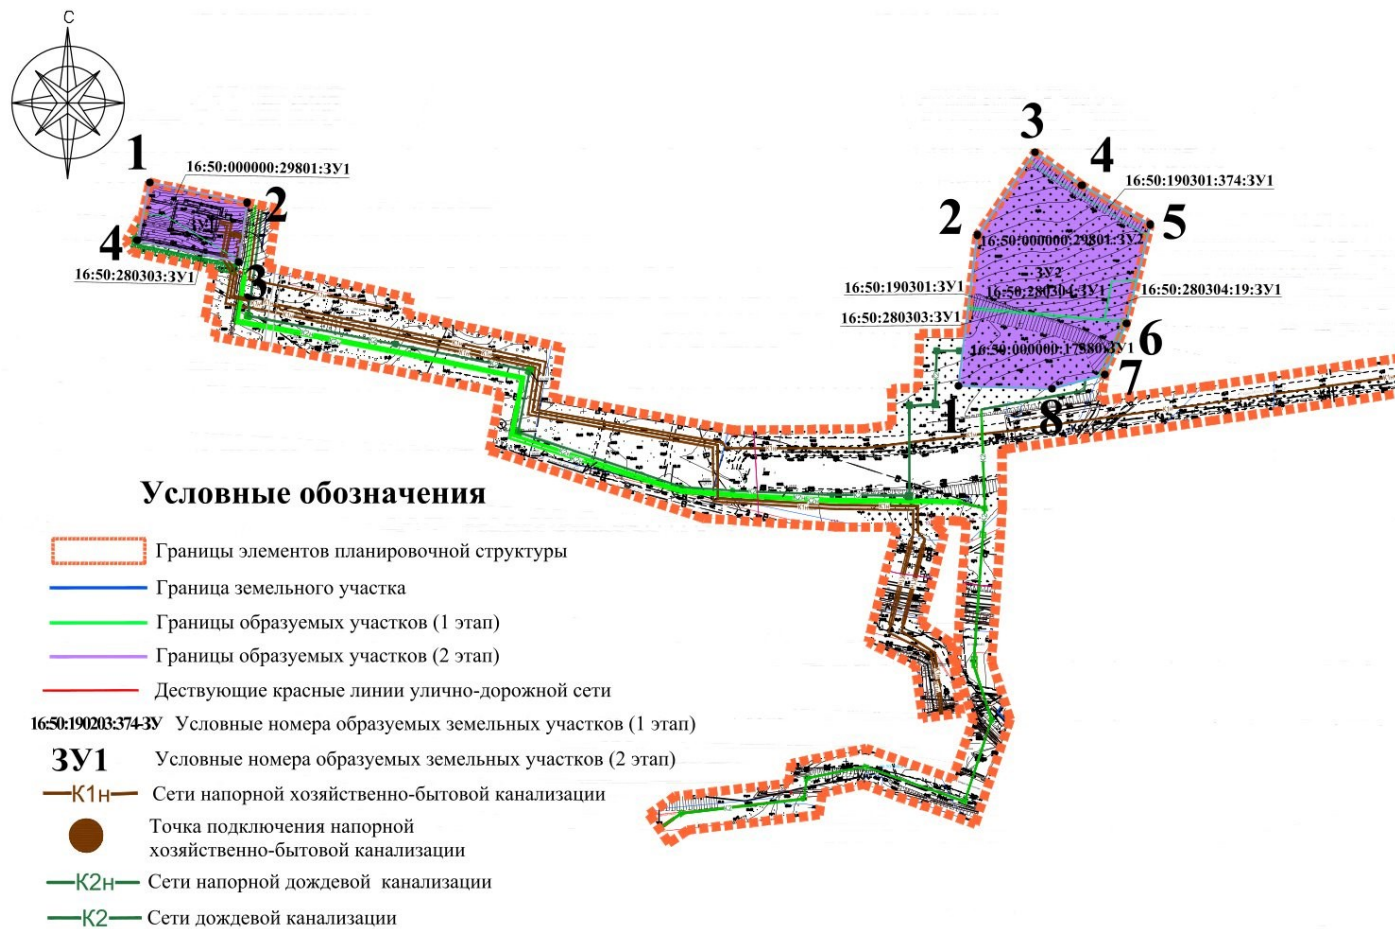 С
1
16:50:000000:29801:ЗУ1
2
4
16:50:280303:ЗУ1
3
3
4
16:50:190301:374:ЗУ1
2
5
16:50:000000:29801:ЗУ2
ЗУ2
16:50:190301:ЗУ1
16:50:280304:ЗУ1
16:50:280304:19:ЗУ1
16:50:280303:ЗУ1
6
7
1
8
Условные обозначения
Границы элементов планировочной структуры
Граница земельного участка
Границы образуемых участков (1 этап)
Границы образуемых участков (2 этап)
Дествующие красные линии улично-дорожной сети
16:50:190203:374-ЗУ Условные номера образуемых земельных участков (1 этап)
ЗУ1 Условные номера образуемых земельных участков (2 этап)
К1н Сети напорной хозяйственно-бытовой канализации
Точка подключения напорной
хозяйственно-бытовой канализации
К2н Сети напорной дождевой канализации
К2 Сети дождевой канализации